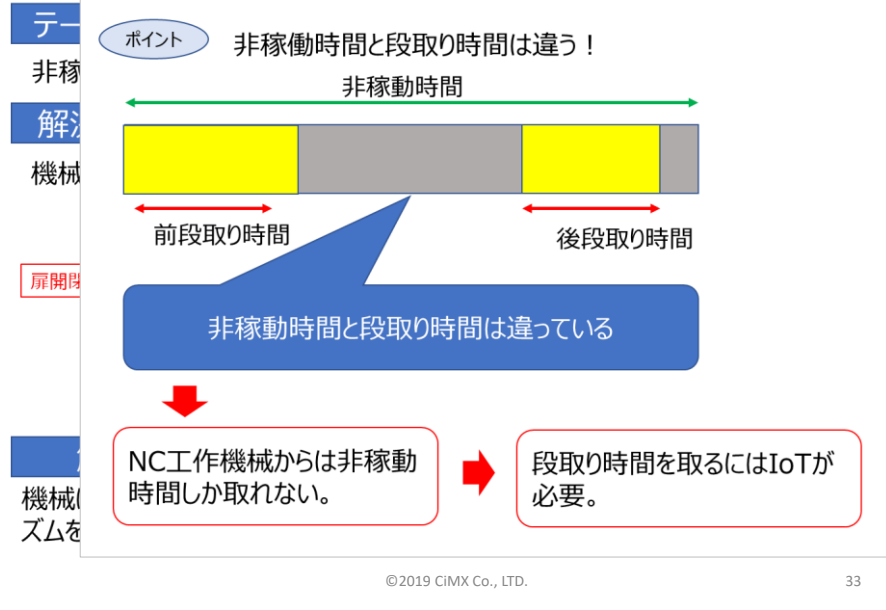 テー
非稼
解決
機械
扉開閉
機械に
ズムを
ポイント
非稼働時間と段取り時間は違う！
非稼動時間
前段取り時間
後段取り時間
非稼動時間と段取り時間は違っている
NC工作機械からは非稼動
時間しか取れない。
段取り時間を取るにはIoTが
必要。
©2019 CiMX Co., LTD.
33